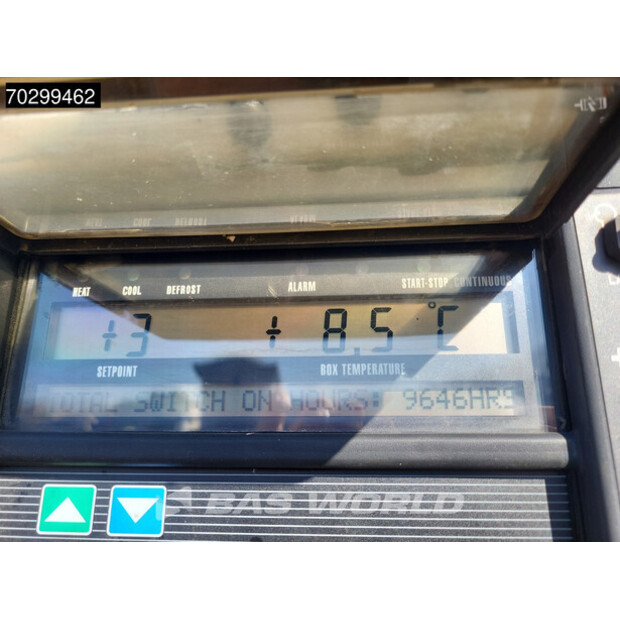 70299462
HEAT COOL DEFROST ALARM START-STOP CONTINUOUS
+3 + 8.5°C
SETPOINT BOX TEMPERATURE
TOTAL SWITCH ON HOURS: 9646HRS
BAS WORLD